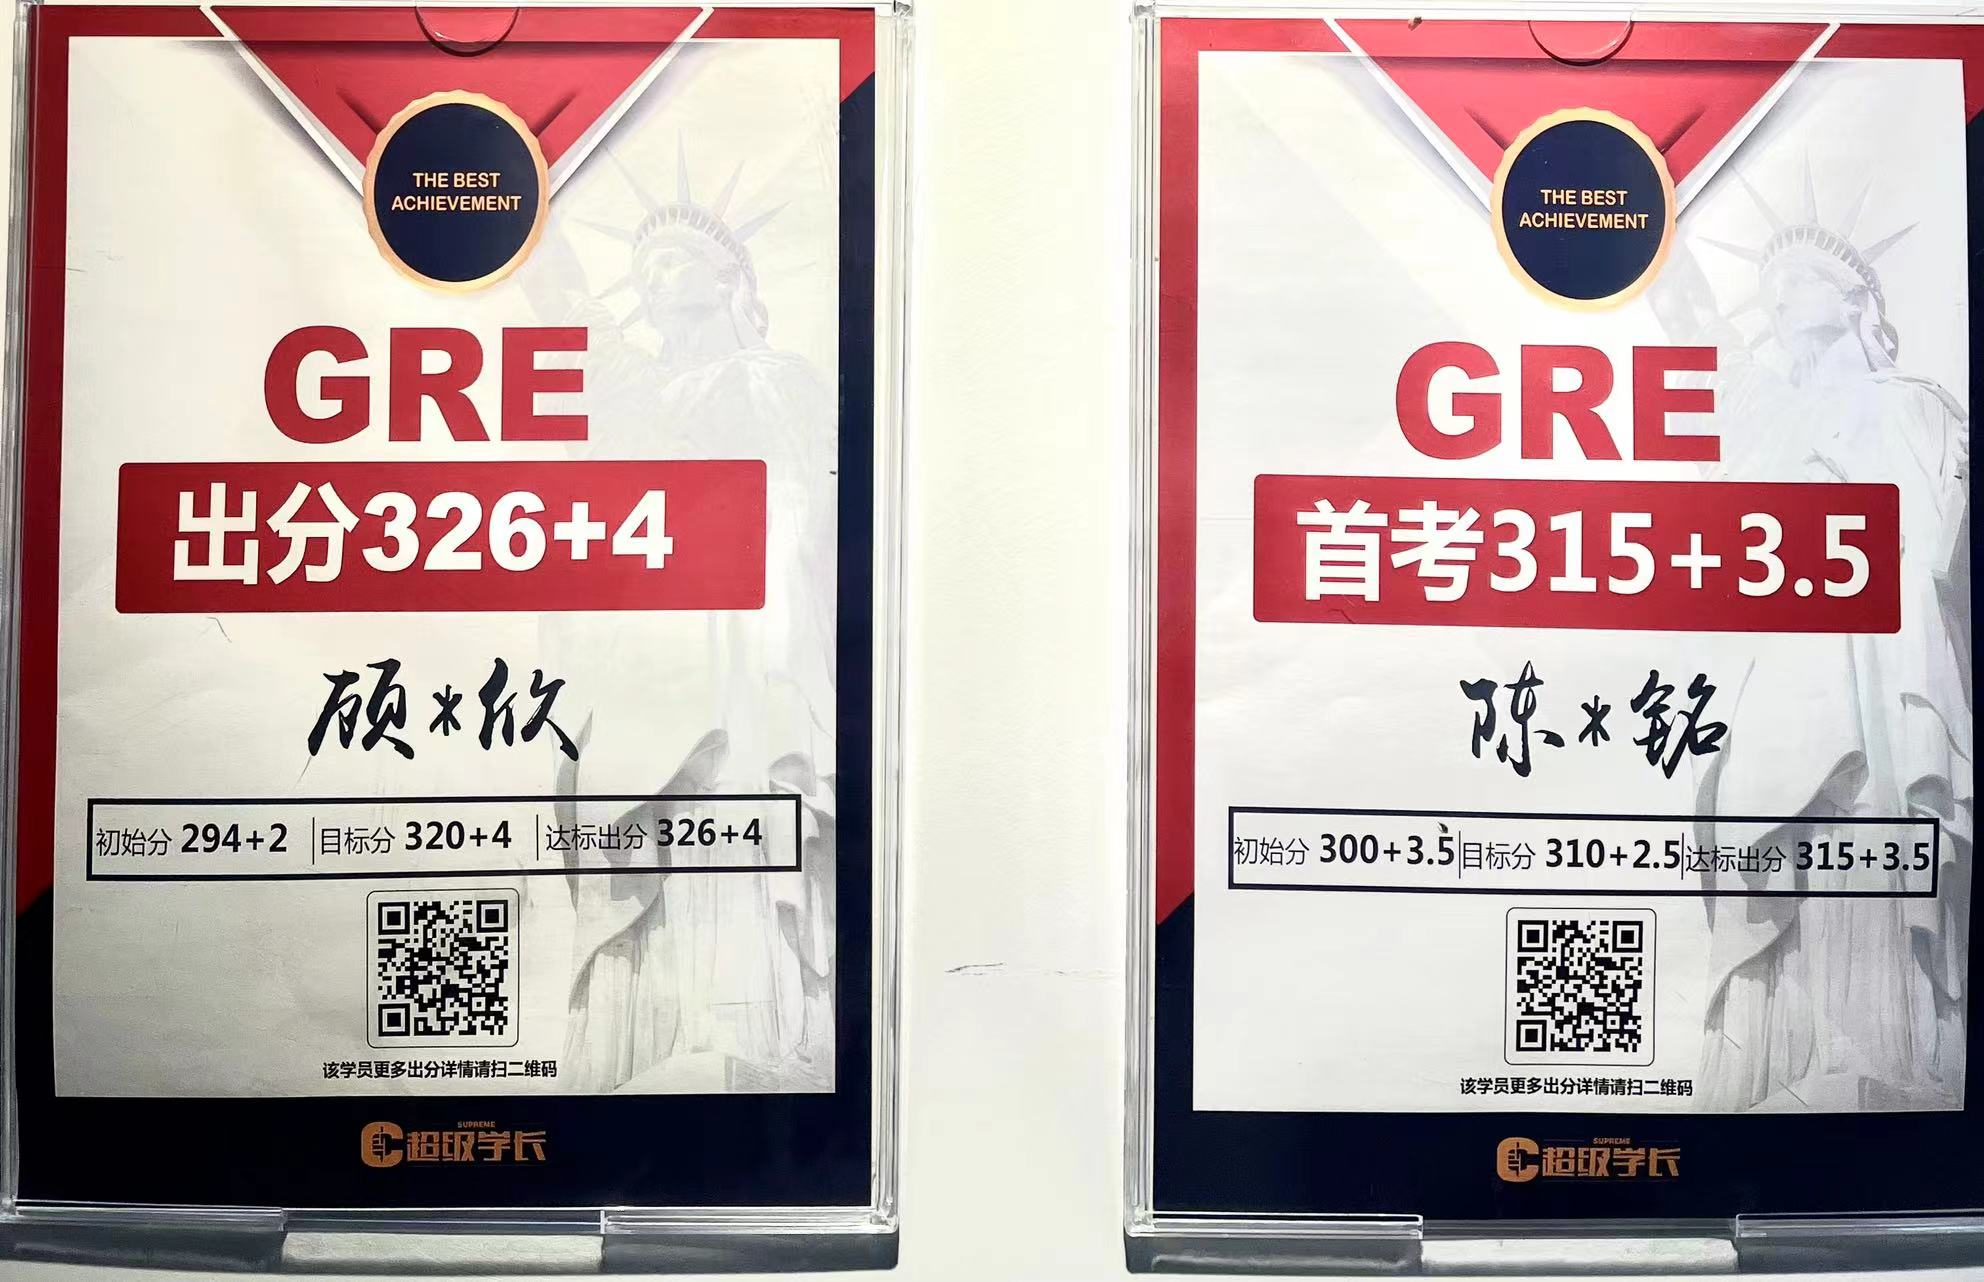 THE BEST
ACHIEVEMENT
GRE
出分326+4
顾*欣
初始分 294+2 目标分 320+4 达标出分 326+4
该学员更多出分详情请扫二维码
SUPREME
超级学长
THE BEST
ACHIEVEMENT
GRE
首考315+3.5
陈*铭
初始分 300+3.5 目标分 310+2.5 达标出分 315+3.5
该学员更多出分详情请扫二维码
SUPREME
超级学长